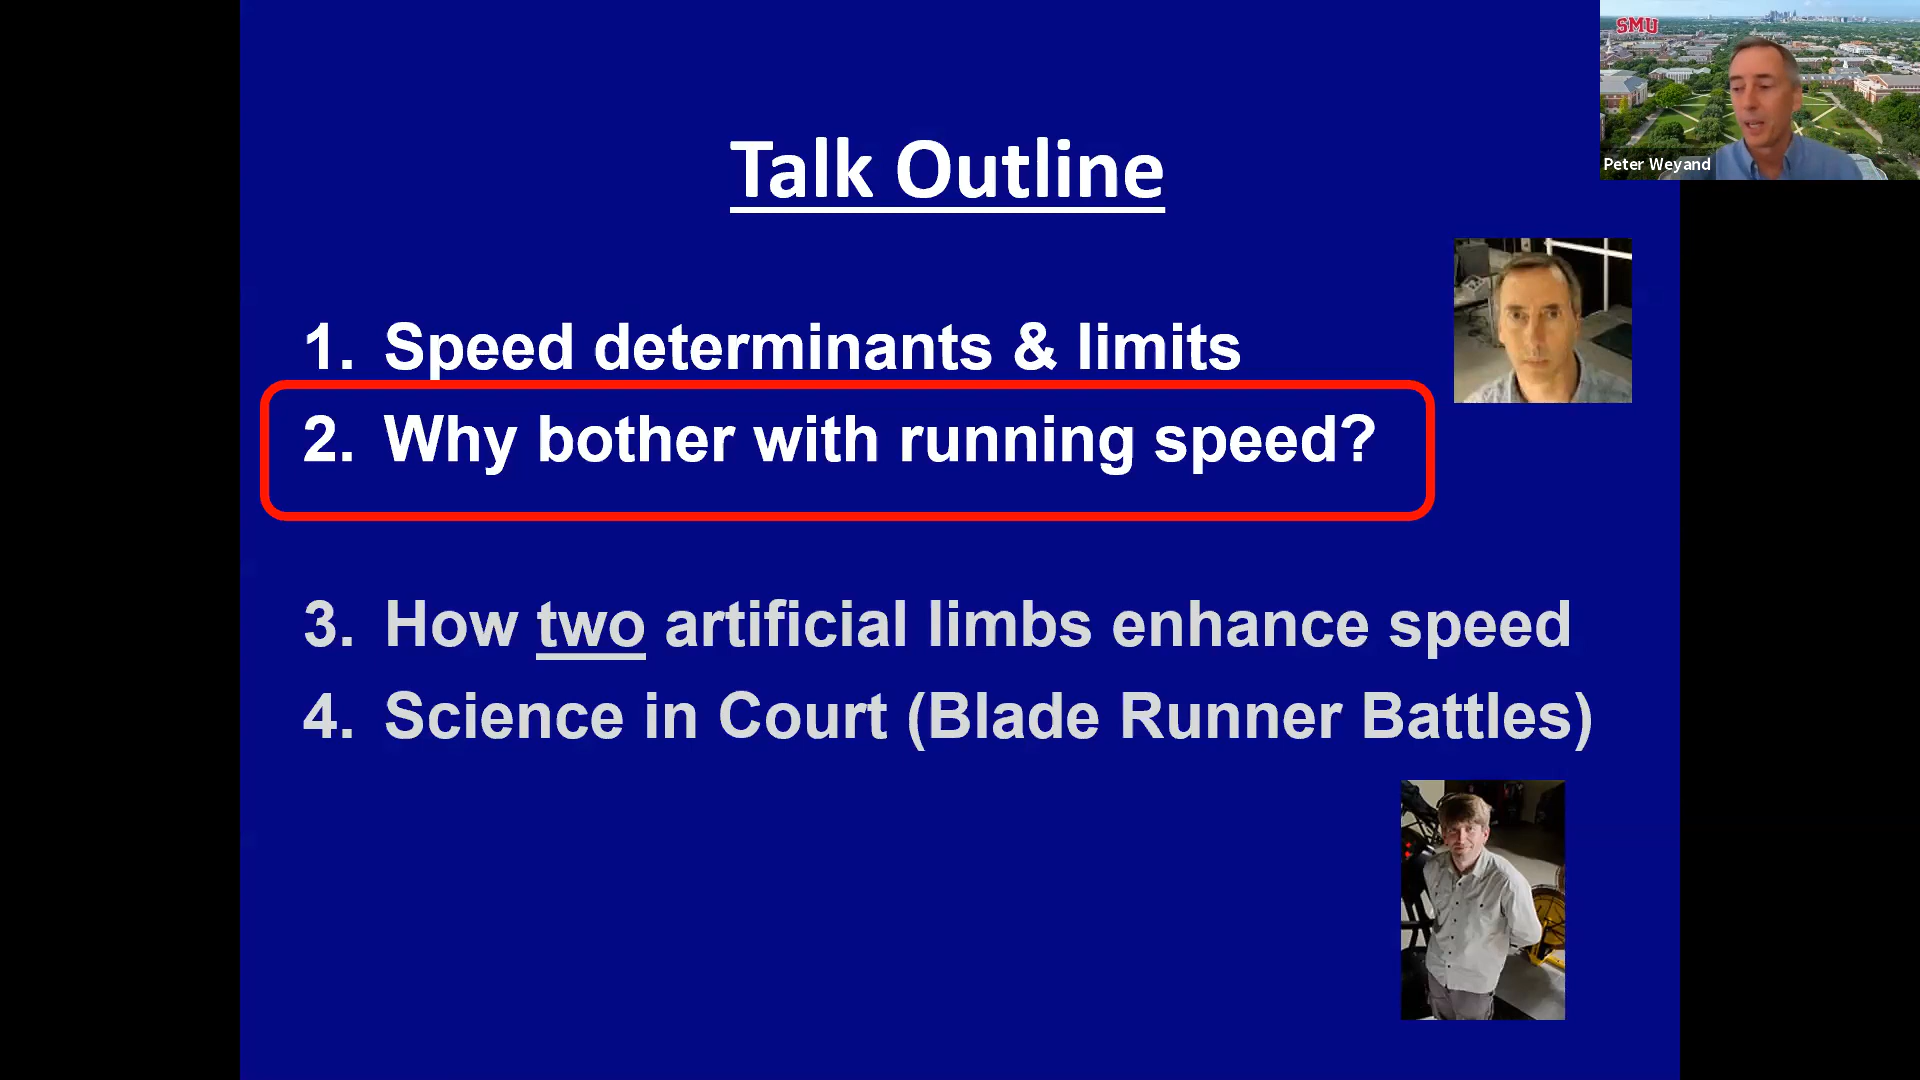 SMU
Peter Weyand
Talk Outline
1. Speed determinants & limits
2. Why bother with running speed?
3. How two artificial limbs enhance speed
4. Science in Court (Blade Runner Battles)